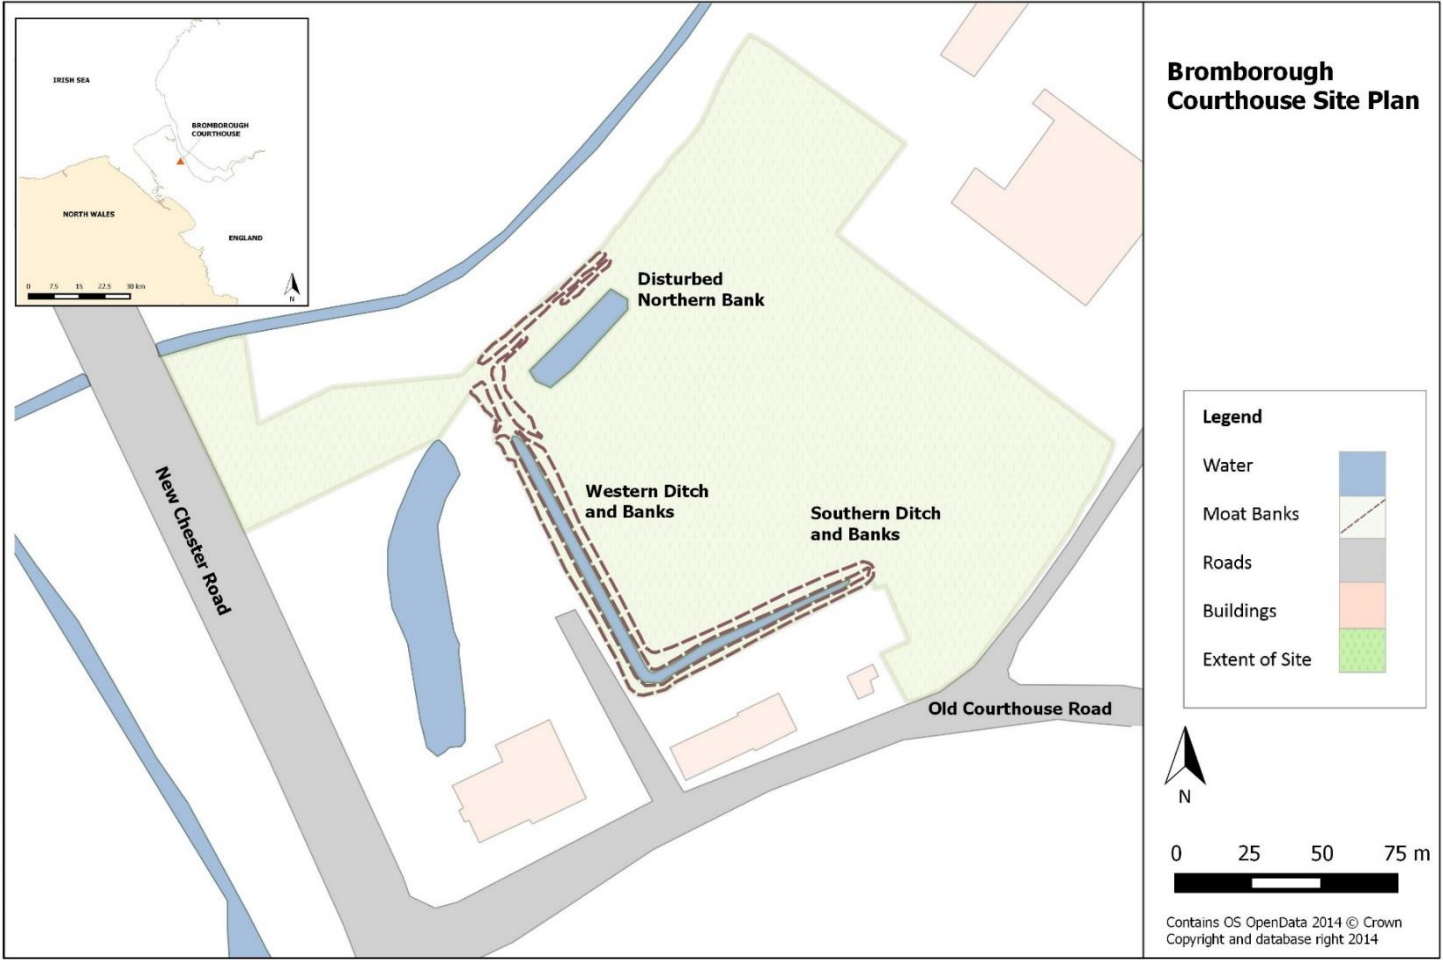 IRISH SEA
BROMBOROUGH
COURTHOUSE
NORTH WALES
ENGLAND
0 7.5 15 22.5 30 km
N
Bromborough
Courthouse Site Plan
Disturbed
Northern Bank
Western Ditch
and Banks
Southern Ditch
and Banks
New Chester Road
Old Courthouse Road
Legend
Water
Moat Banks
Roads
Buildings
Extent of Site
N
0 25 50 75 m
Contains OS OpenData 2014 © Crown
Copyright and database right 2014